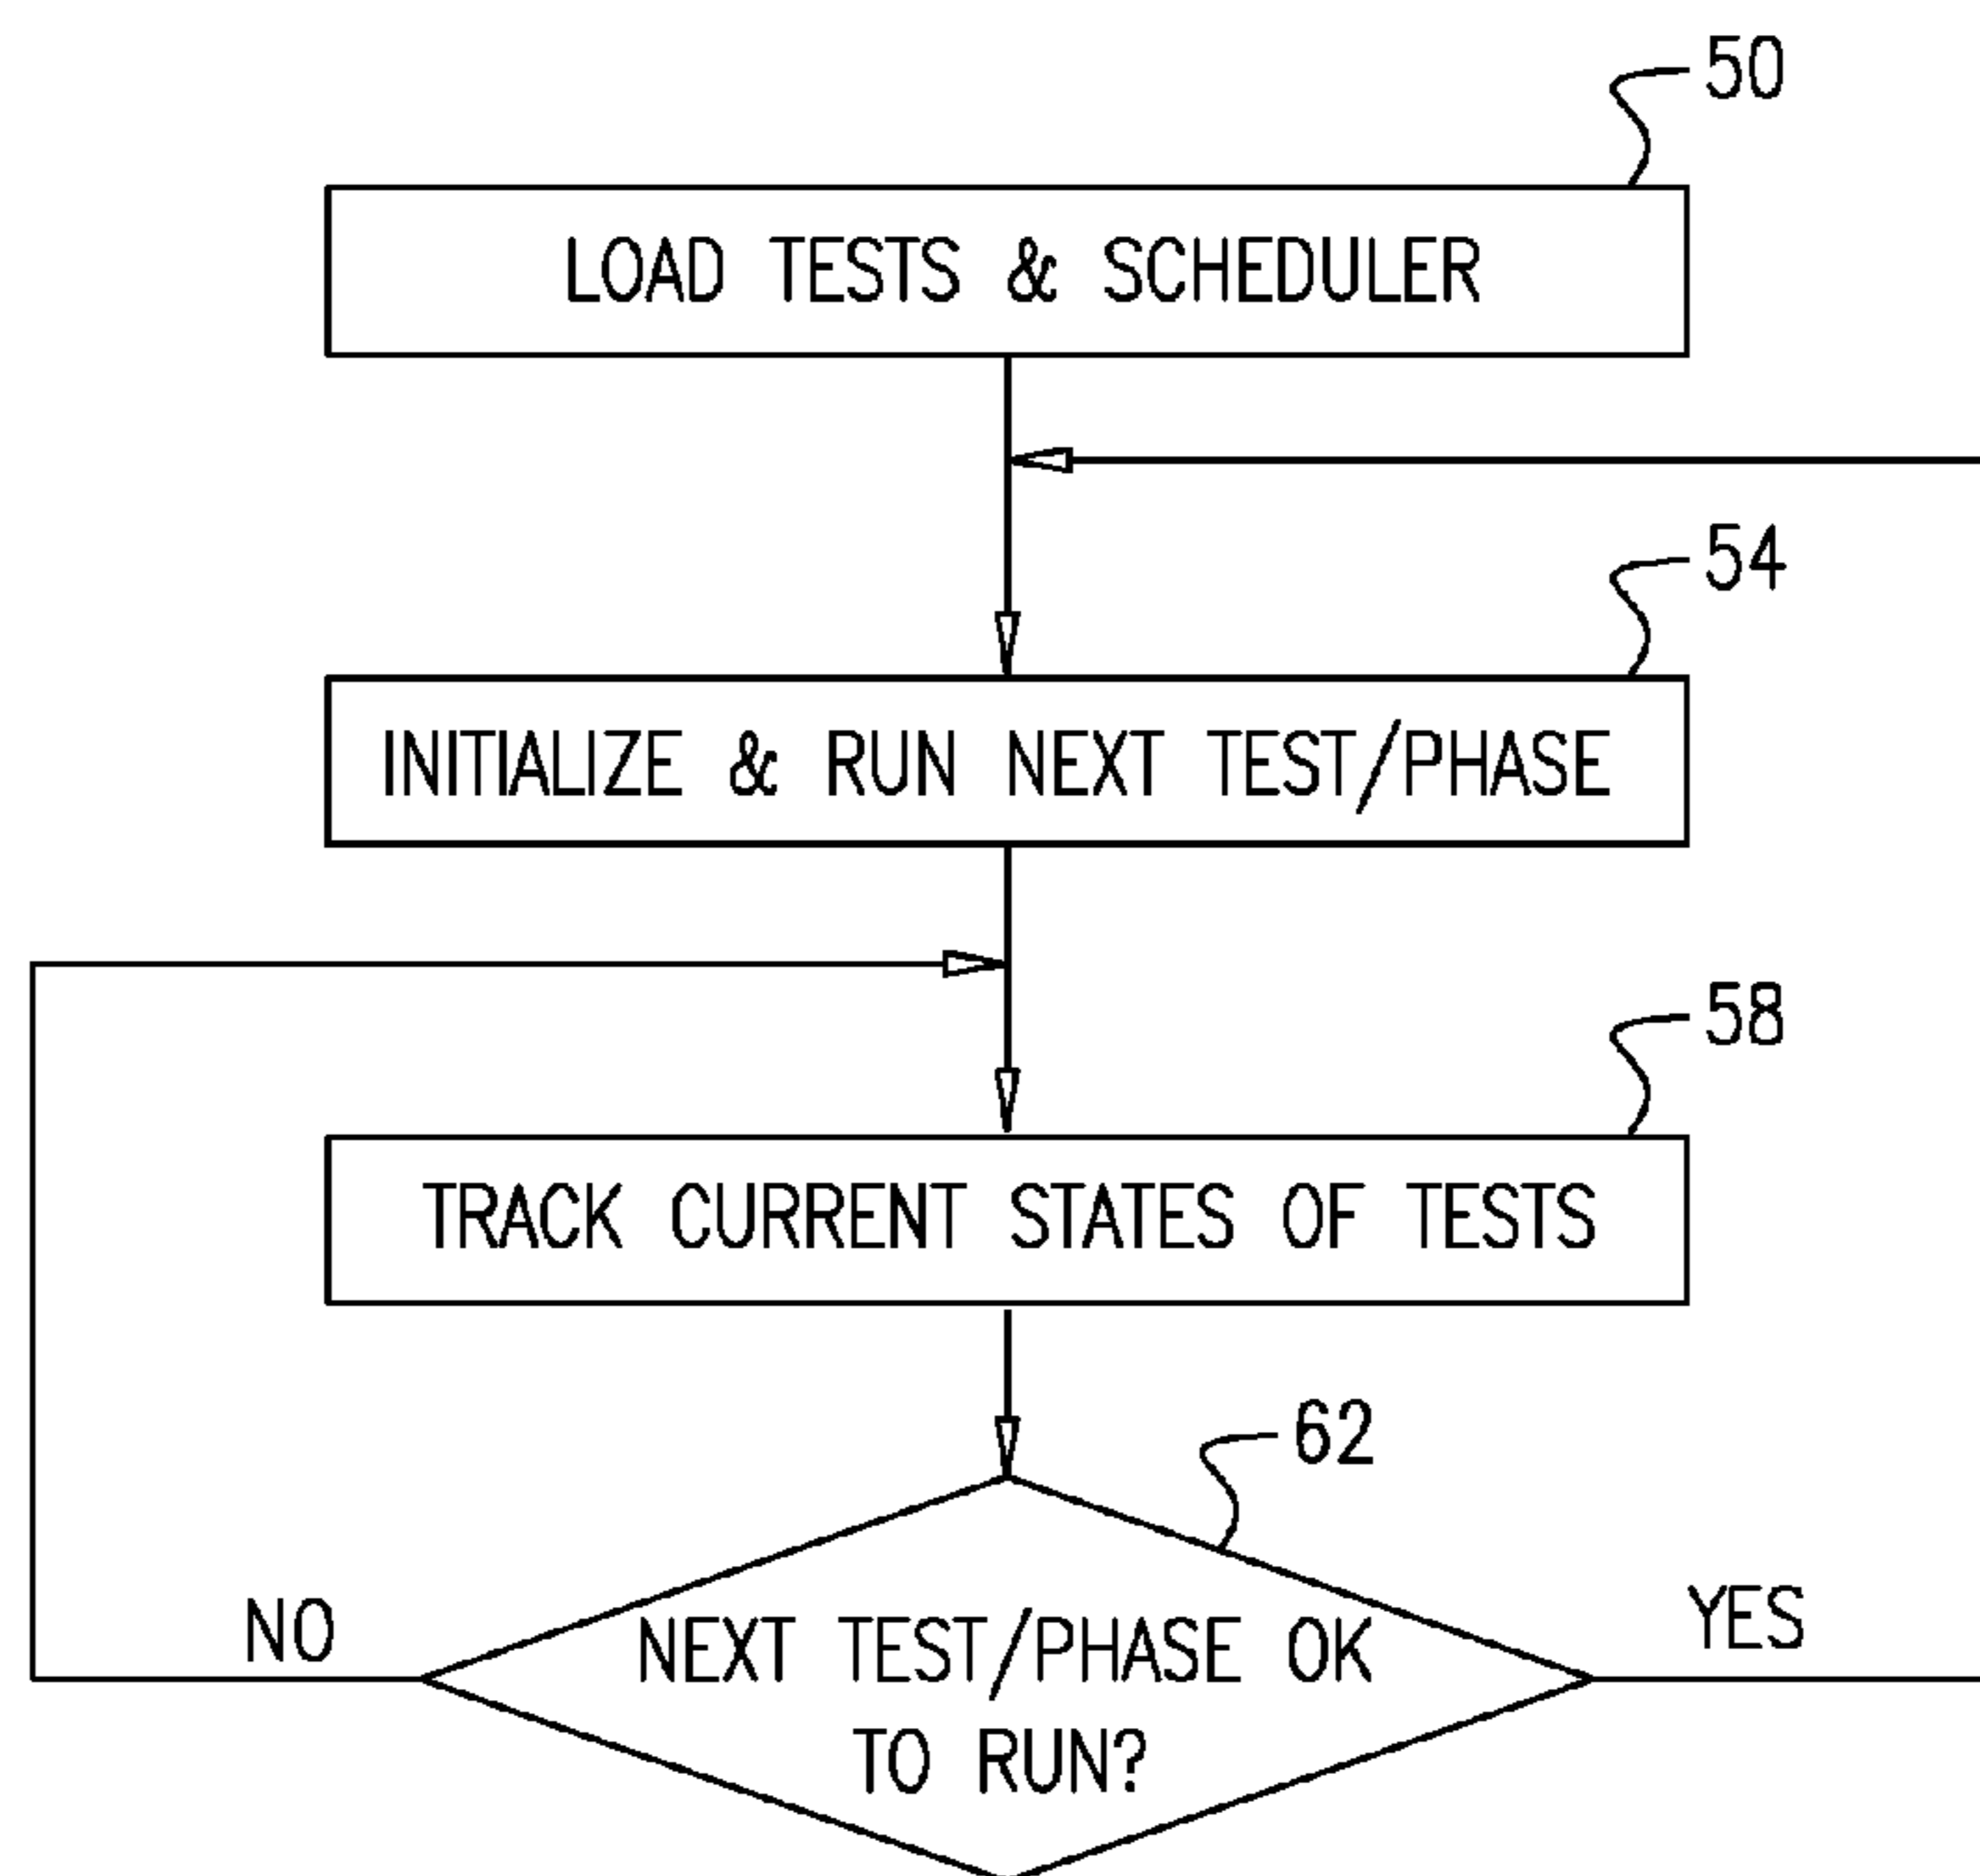 50
LOAD TESTS & SCHEDULER
54
INITIALIZE & RUN NEXT TEST/PHASE
58
TRACK CURRENT STATES OF TESTS
62
NO
YES
NEXT TEST/PHASE OK
TO RUN?